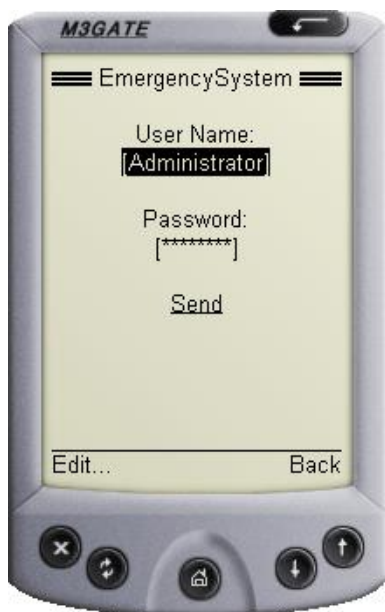 M3GATE
EmergencySystem
User Name:
[Administrator]
Password:
[********]
Send
Edit... Back